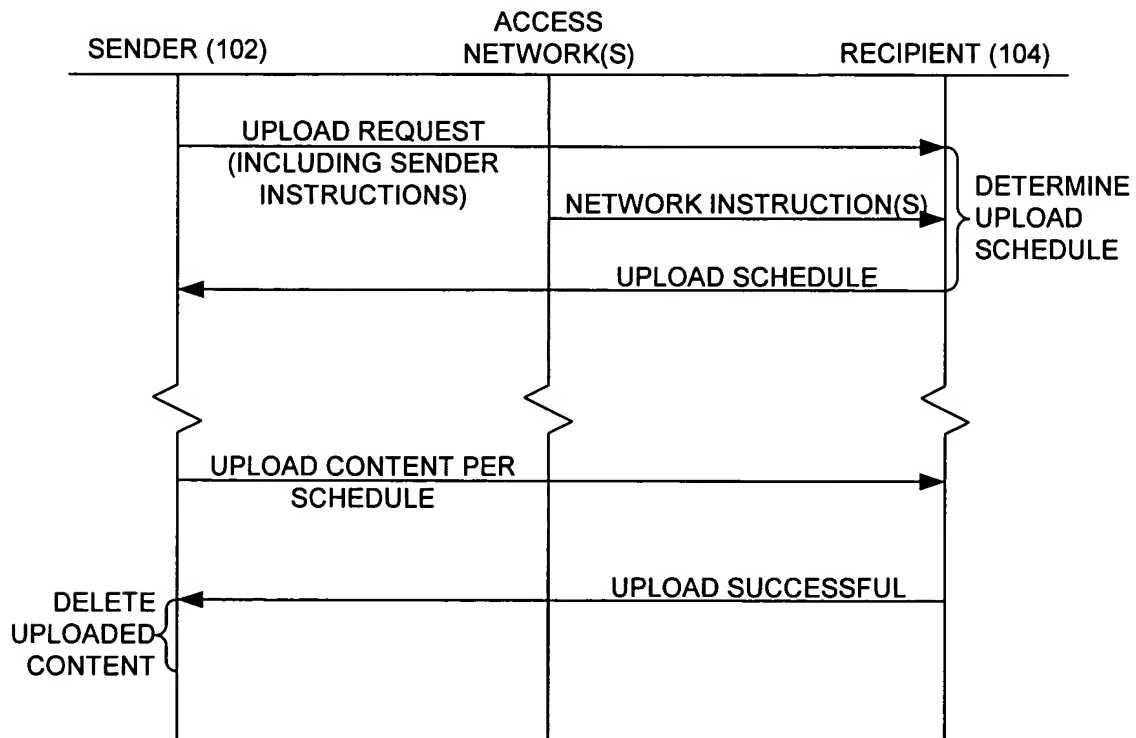 SENDER (102)
ACCESS
NETWORK(S)
RECIPIENT (104)
UPLOAD REQUEST
(INCLUDING SENDER
INSTRUCTIONS)
NETWORK INSTRUCTION(S)
DETERMINE
UPLOAD
SCHEDULE
UPLOAD SCHEDULE
UPLOAD CONTENT PER
SCHEDULE
UPLOAD SUCCESSFUL
DELETE
UPLOADED
CONTENT